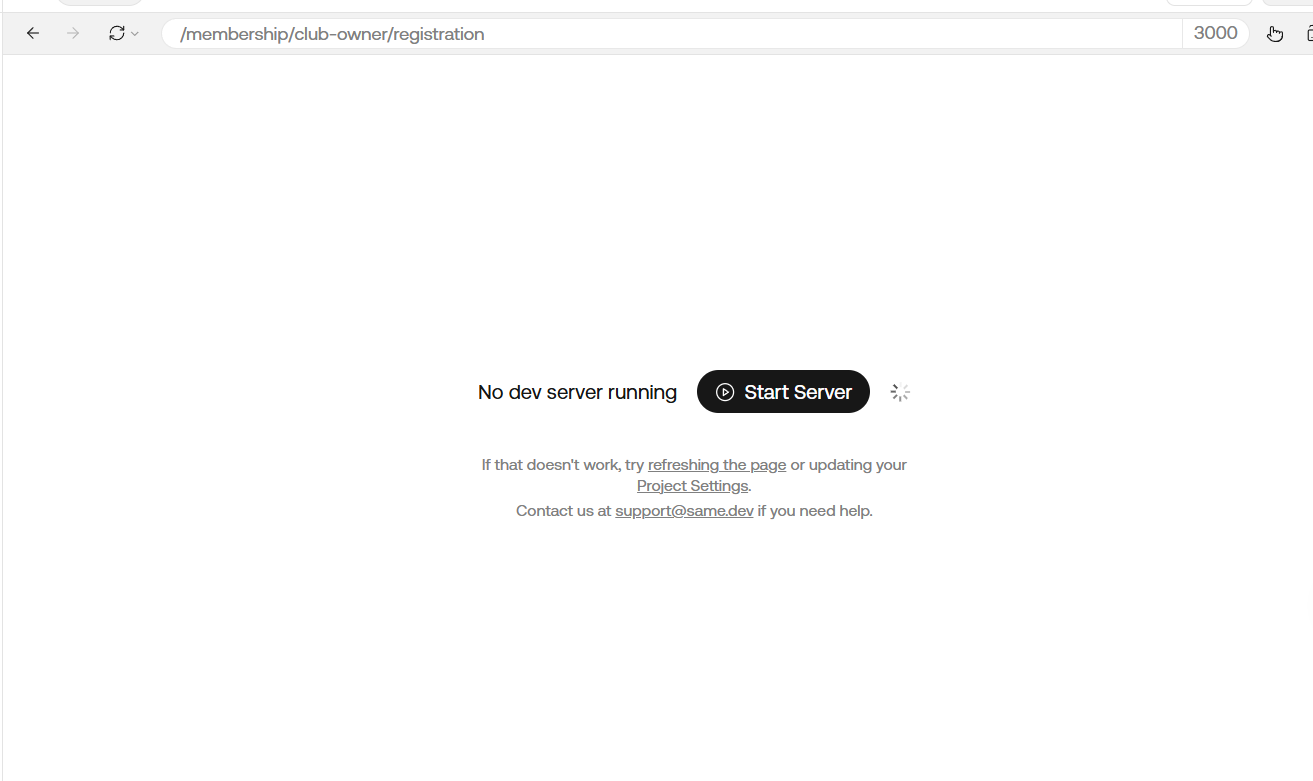 /membership/club-owner/registration
3000
No dev server running
Start Server
If that doesn't work, try refreshing the page or updating your
Project Settings.
Contact us at support@same.dev if you need help.